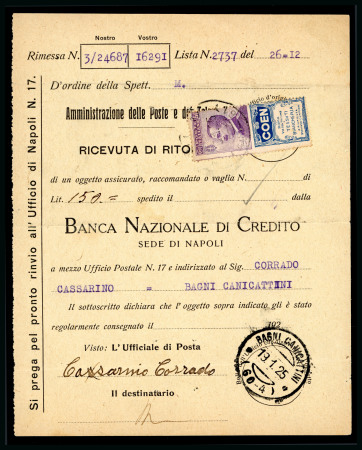 Nostro Vostro
Rimessa N. 3/24687 16291 Lista N. 2737 del 26-12
D'ordine della Spett. M.
Amministrazione delle Poste e dei
RICEVUTA DI
COEN
di un oggetto assicurato, raccomandato o vaglia N. di
Lit. 150.= spedito il dalla
BANCA NAZIONALE DI CREDITO
SEDE DI NAPOLI
a mezzo Ufficio Postale N. 17 e indirizzato al Sig. CORRADO
CASSARINO = BAGNI CANICATTINI
Il sottoscritto dichiara che l'oggetto sopra indicato gli è stato
regolarmente consegnato il
Visto: L'Ufficiale di Posta
Cassarino Corrado
Il destinatario
BAGNI CANICATTINI
19.1.25
Si prega pel pronto rinvio all'Ufficio di Napoli N. 17.